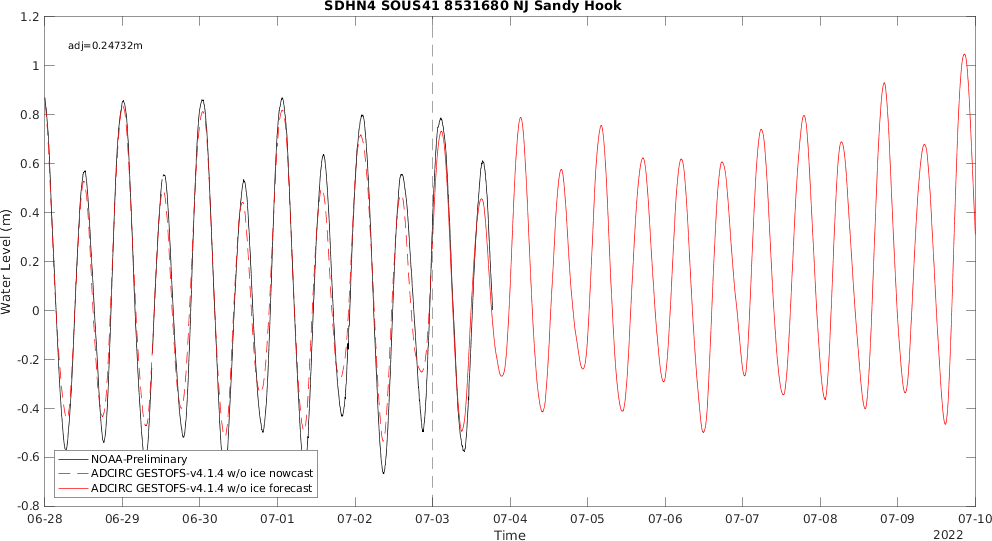 SDHN4 SOUS41 8531680 NJ Sandy Hook
adj=0.24732m
1.2
1
0.8
0.6
0.4
0.2
0
-0.2
-0.4
-0.6
-0.8
Water Level (m)
NOAA-Preliminary
ADCIRC GESTOFS-v4.1.4 w/o ice nowcast
ADCIRC GESTOFS-v4.1.4 w/o ice forecast
06-28 06-29 06-30 07-01 07-02 07-03 07-04 07-05 07-06 07-07 07-08 07-09 07-10
Time
2022